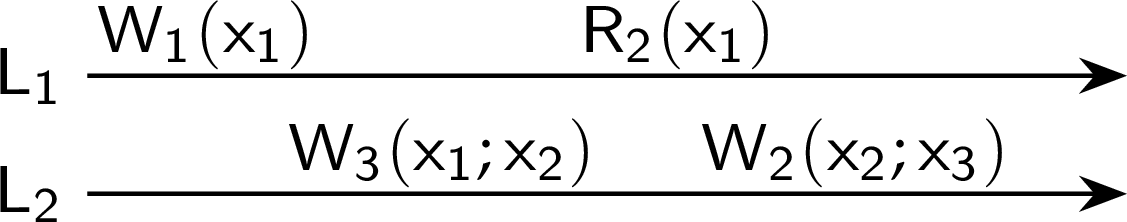 L₁ W₁(x₁) R₂(x₁)
L₂ W₃(x₁;x₂) W₂(x₂;x₃)